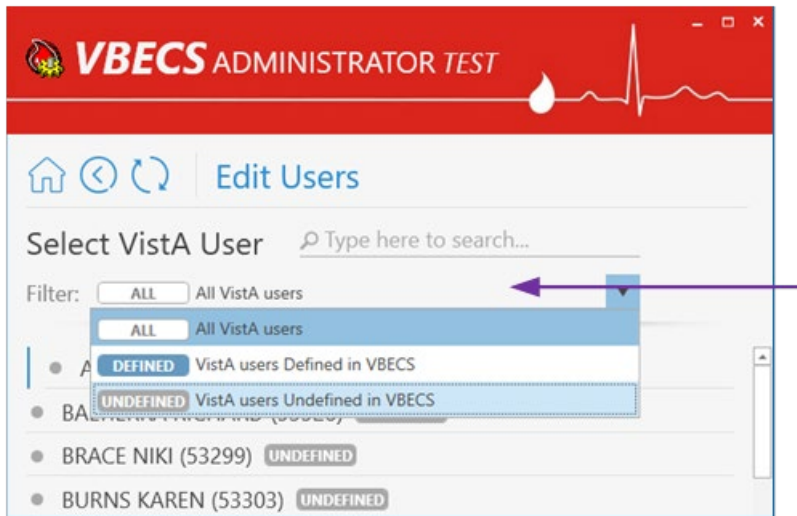 VBECS ADMINISTRATOR TEST
Edit Users
Select VistA User Type here to search...
Filter: ALL All VistA users
ALL All VistA users
DEFINED VistA users Defined in VBECS
UNDEFINED VistA users Undefined in VBECS
BRACE NIKI (53299) UNDEFINED
BURNS KAREN (53303) UNDEFINED